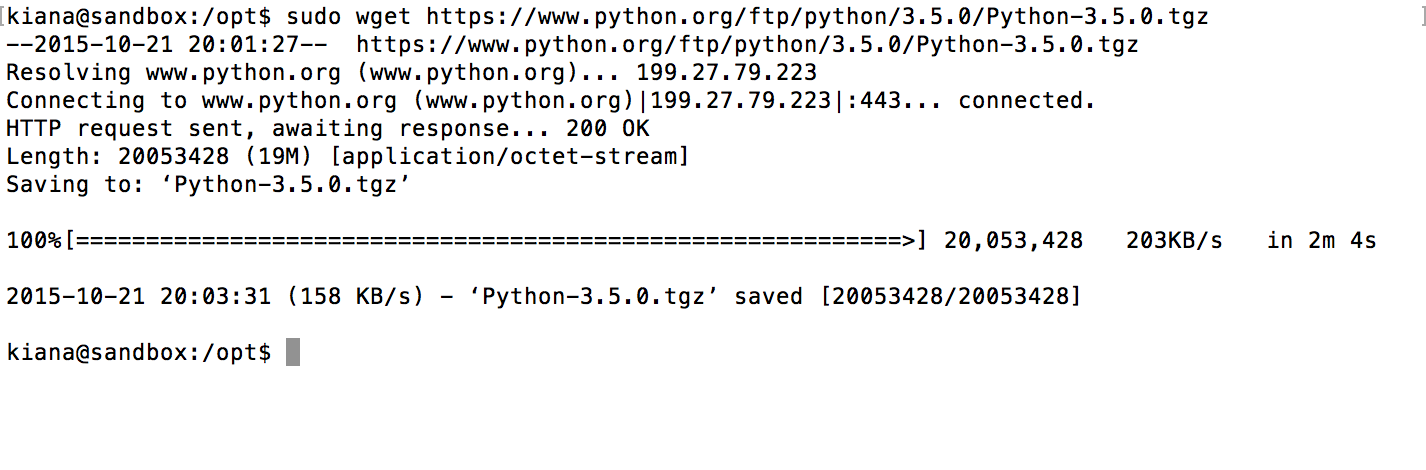 kiana@sandbox:/opt$ sudo wget https://www.python.org/ftp/python/3.5.0/Python-3.5.0.tgz
--2015-10-21 20:01:27--  https://www.python.org/ftp/python/3.5.0/Python-3.5.0.tgz
Resolving www.python.org (www.python.org)... 199.27.79.223
Connecting to www.python.org (www.python.org)|199.27.79.223|:443... connected.
HTTP request sent, awaiting response... 200 OK
Length: 20053428 (19M) [application/octet-stream]
Saving to: ‘Python-3.5.0.tgz’
100%[===========================================================>] 20,053,428   203KB/s   in 2m 4s
2015-10-21 20:03:31 (158 KB/s) - ‘Python-3.5.0.tgz’ saved [20053428/20053428]
kiana@sandbox:/opt$